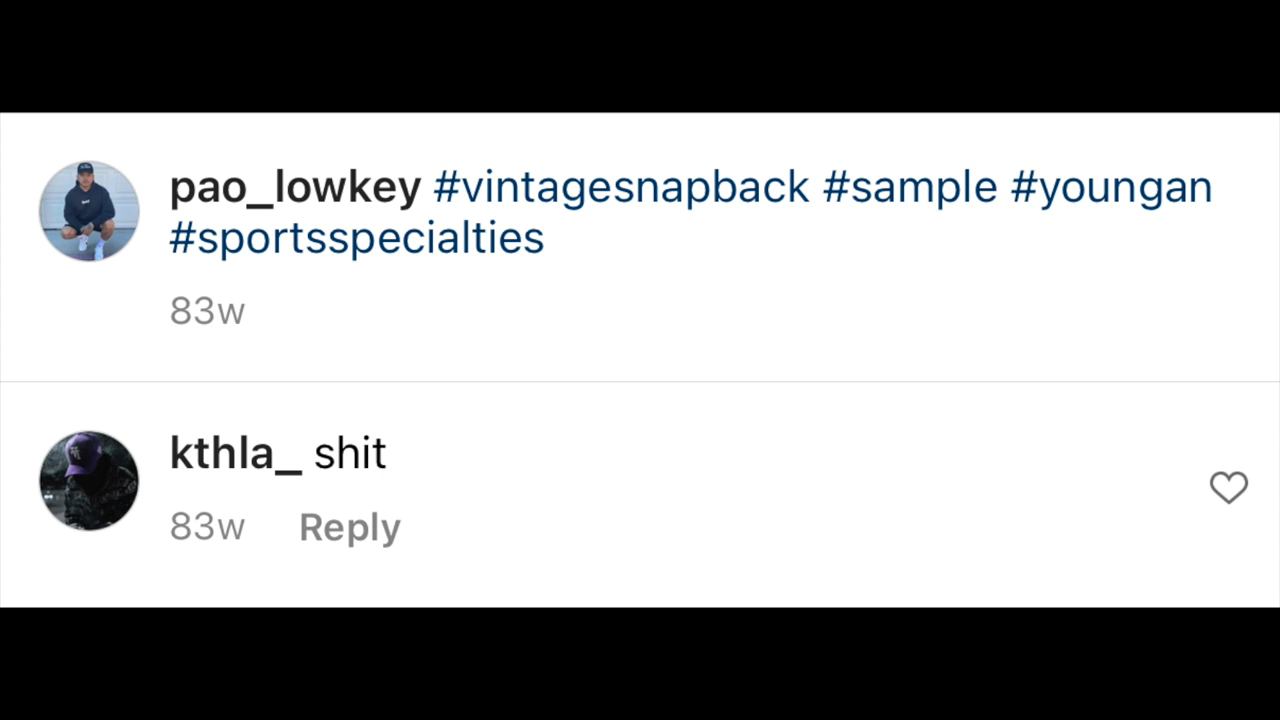 pao_lowkey #vintagesnapback #sample #youngan
#sportsspecialties
83w
kthla_ shit
83w Reply